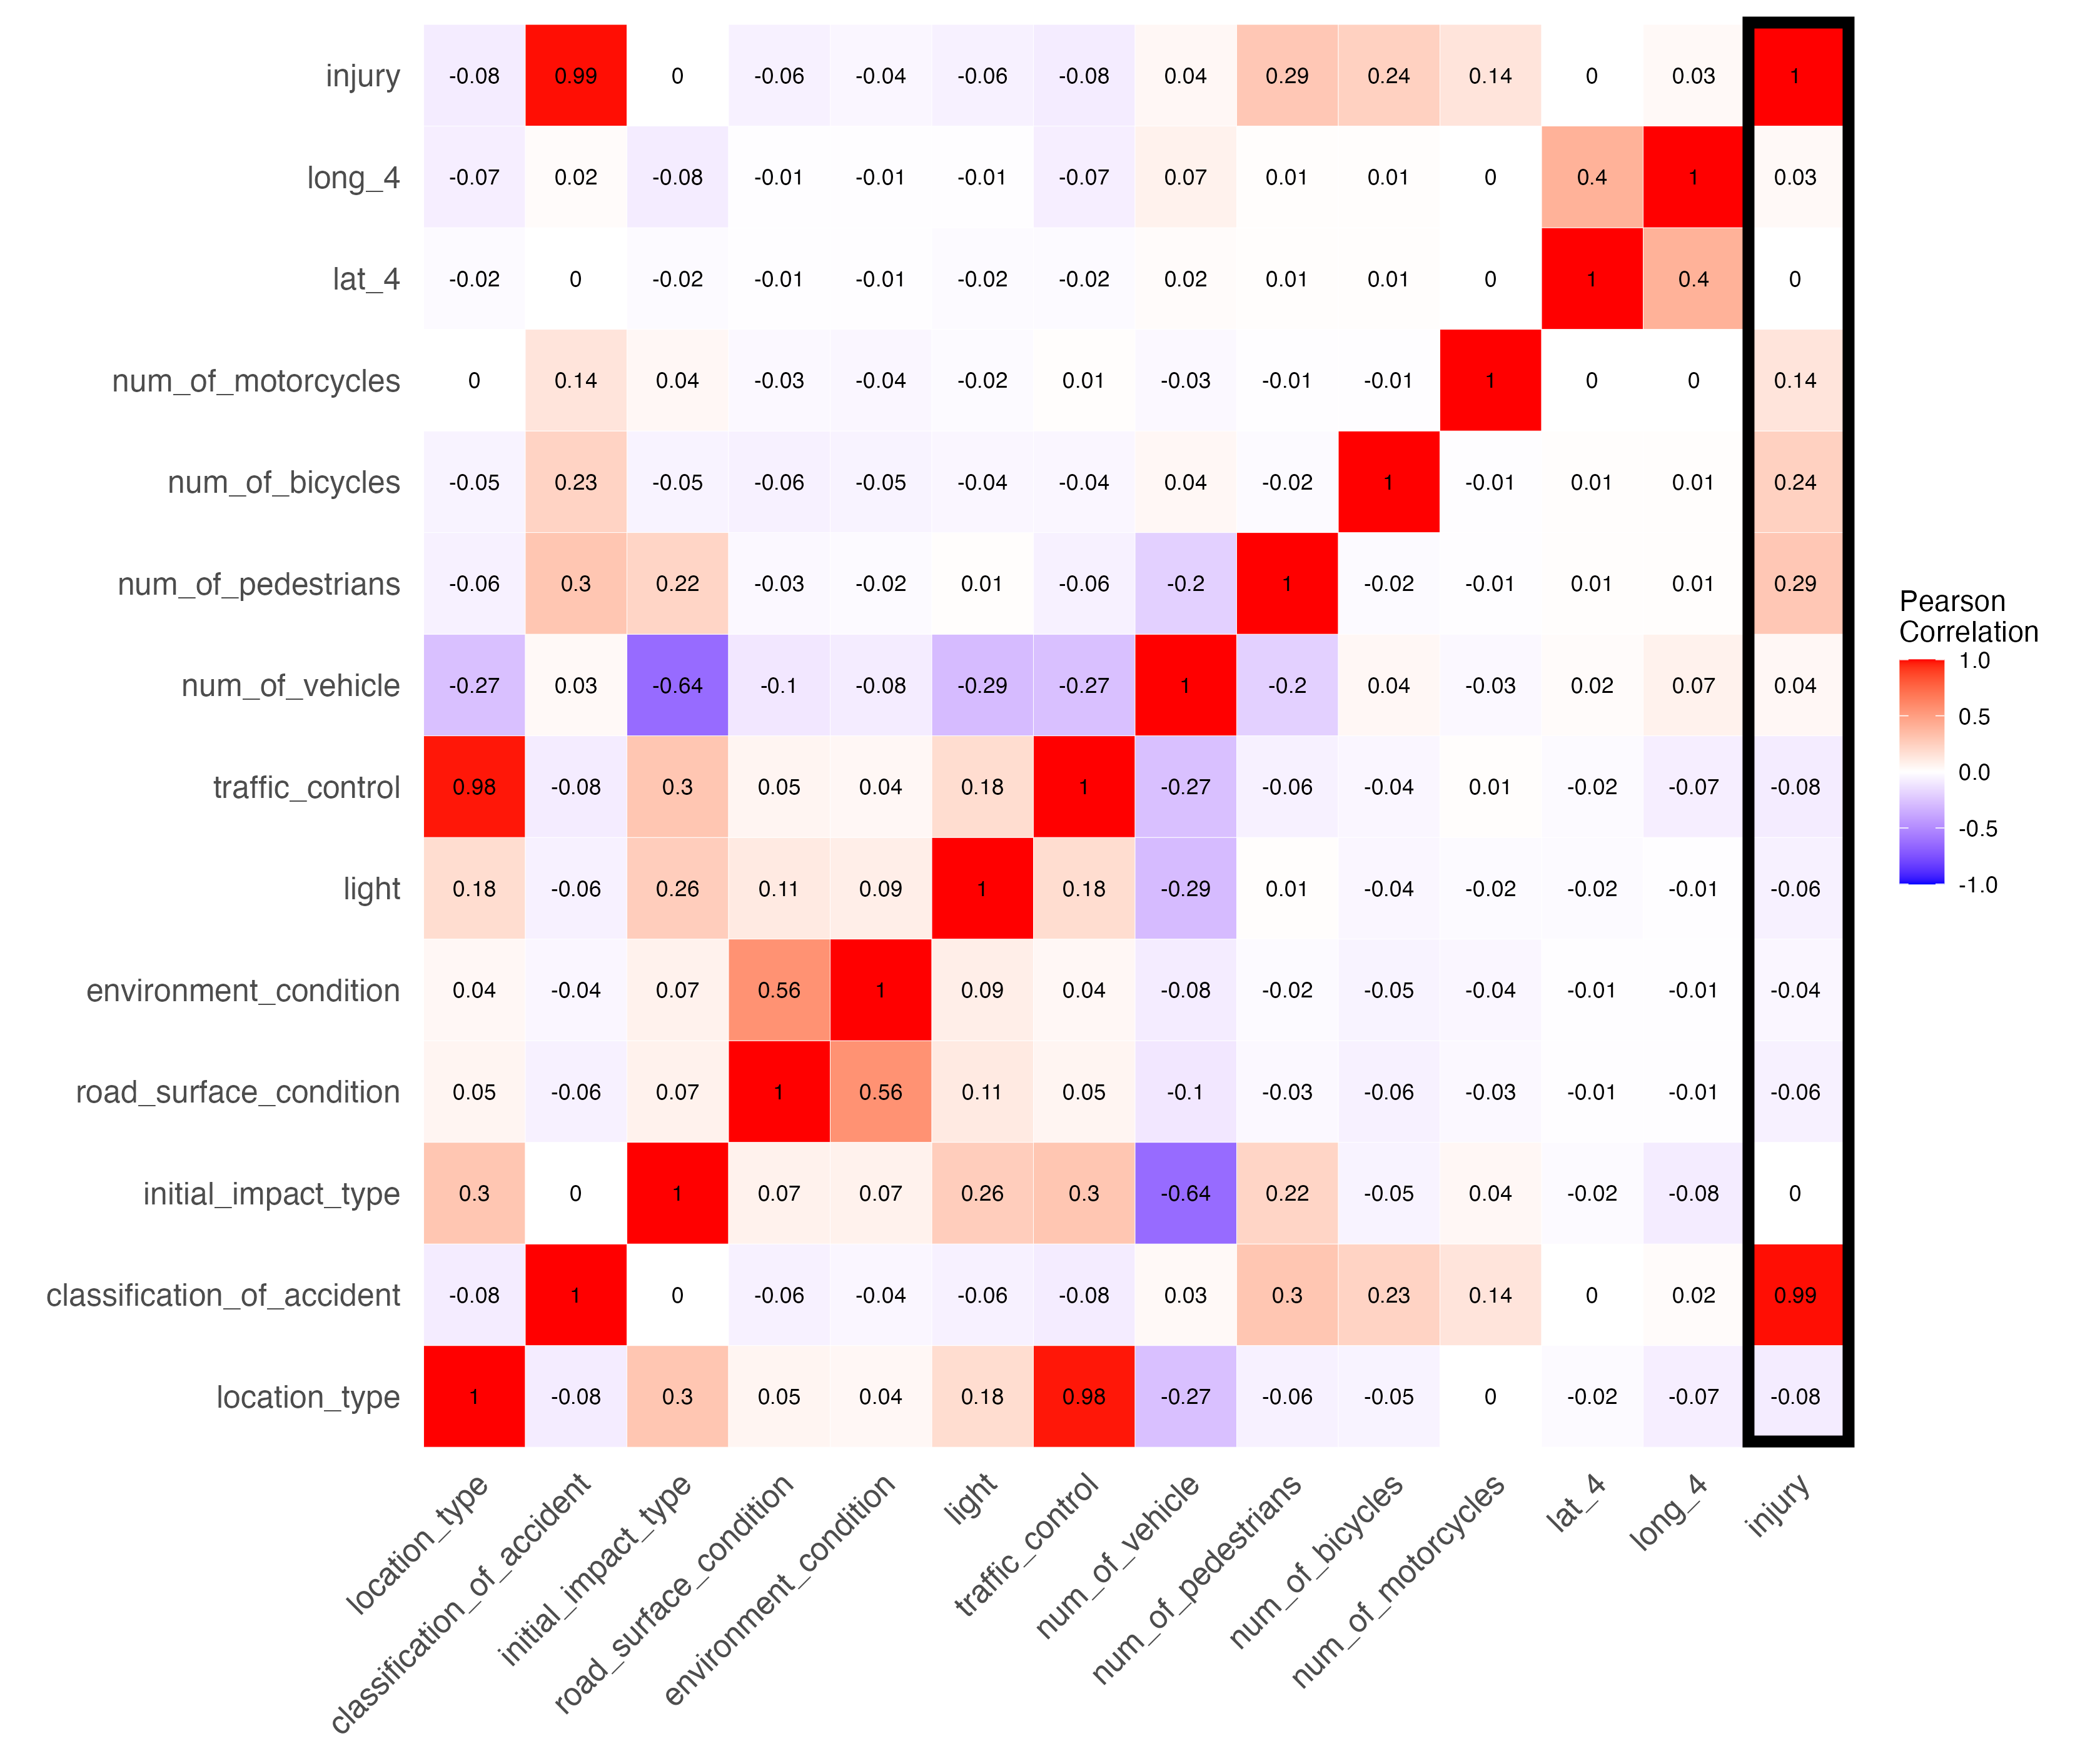 injury -0.08 0.99 0 -0.06 -0.04 -0.06 -0.08 0.04 0.29 0.24 0.14 0 0.03 1
long_4 -0.07 0.02 -0.08 -0.01 -0.01 -0.01 -0.07 0.07 0.01 0.01 0 0.4 1 0.03
lat_4 -0.02 0 -0.02 -0.01 -0.01 -0.02 -0.02 0.02 0.01 0.01 0 1 0.4 0
num_of_motorcycles 0 0.14 0.04 -0.03 -0.04 -0.02 0.01 -0.03 -0.01 -0.01 1 0 0 0.14
num_of_bicycles -0.05 0.23 -0.05 -0.06 -0.05 -0.04 -0.04 0.04 -0.02 1 -0.01 0.01 0.01 0.24
num_of_pedestrians -0.06 0.3 0.22 -0.03 -0.02 0.01 -0.06 -0.2 1 -0.02 -0.01 0.01 0.01 0.29
num_of_vehicle -0.27 0.03 -0.64 -0.1 -0.08 -0.29 -0.27 1 -0.2 0.04 -0.03 0.02 0.07 0.04
traffic_control 0.98 -0.08 0.3 0.05 0.04 0.18 1 -0.27 -0.06 -0.04 0.01 -0.02 -0.07 -0.08
light 0.18 -0.06 0.26 0.11 0.09 1 0.18 -0.29 0.01 -0.04 -0.02 -0.02 -0.01 -0.06
environment_condition 0.04 -0.04 0.07 0.56 1 0.09 0.04 -0.08 -0.02 -0.05 -0.04 -0.01 -0.01 -0.04
road_surface_condition 0.05 -0.06 0.07 1 0.56 0.11 0.05 -0.1 -0.03 -0.06 -0.03 -0.01 -0.01 -0.06
initial_impact_type 0.3 0 1 0.07 0.07 0.26 0.3 -0.64 0.22 -0.05 0.04 -0.02 -0.08 0
classification_of_accident -0.08 1 0 -0.06 -0.04 -0.06 -0.08 0.03 0.3 0.23 0.14 0 0.02 0.99
location_type 1 -0.08 0.3 0.05 0.04 0.18 0.98 -0.27 -0.06 -0.05 0 -0.02 -0.07 -0.08
location_type
classification_of_accident
initial_impact_type
road_surface_condition
environment_condition
light
traffic_control
num_of_vehicle
num_of_pedestrians
num_of_bicycles
num_of_motorcycles
lat_4
long_4
injury
Pearson
Correlation
1.0
0.5
0.0
-0.5
-1.0